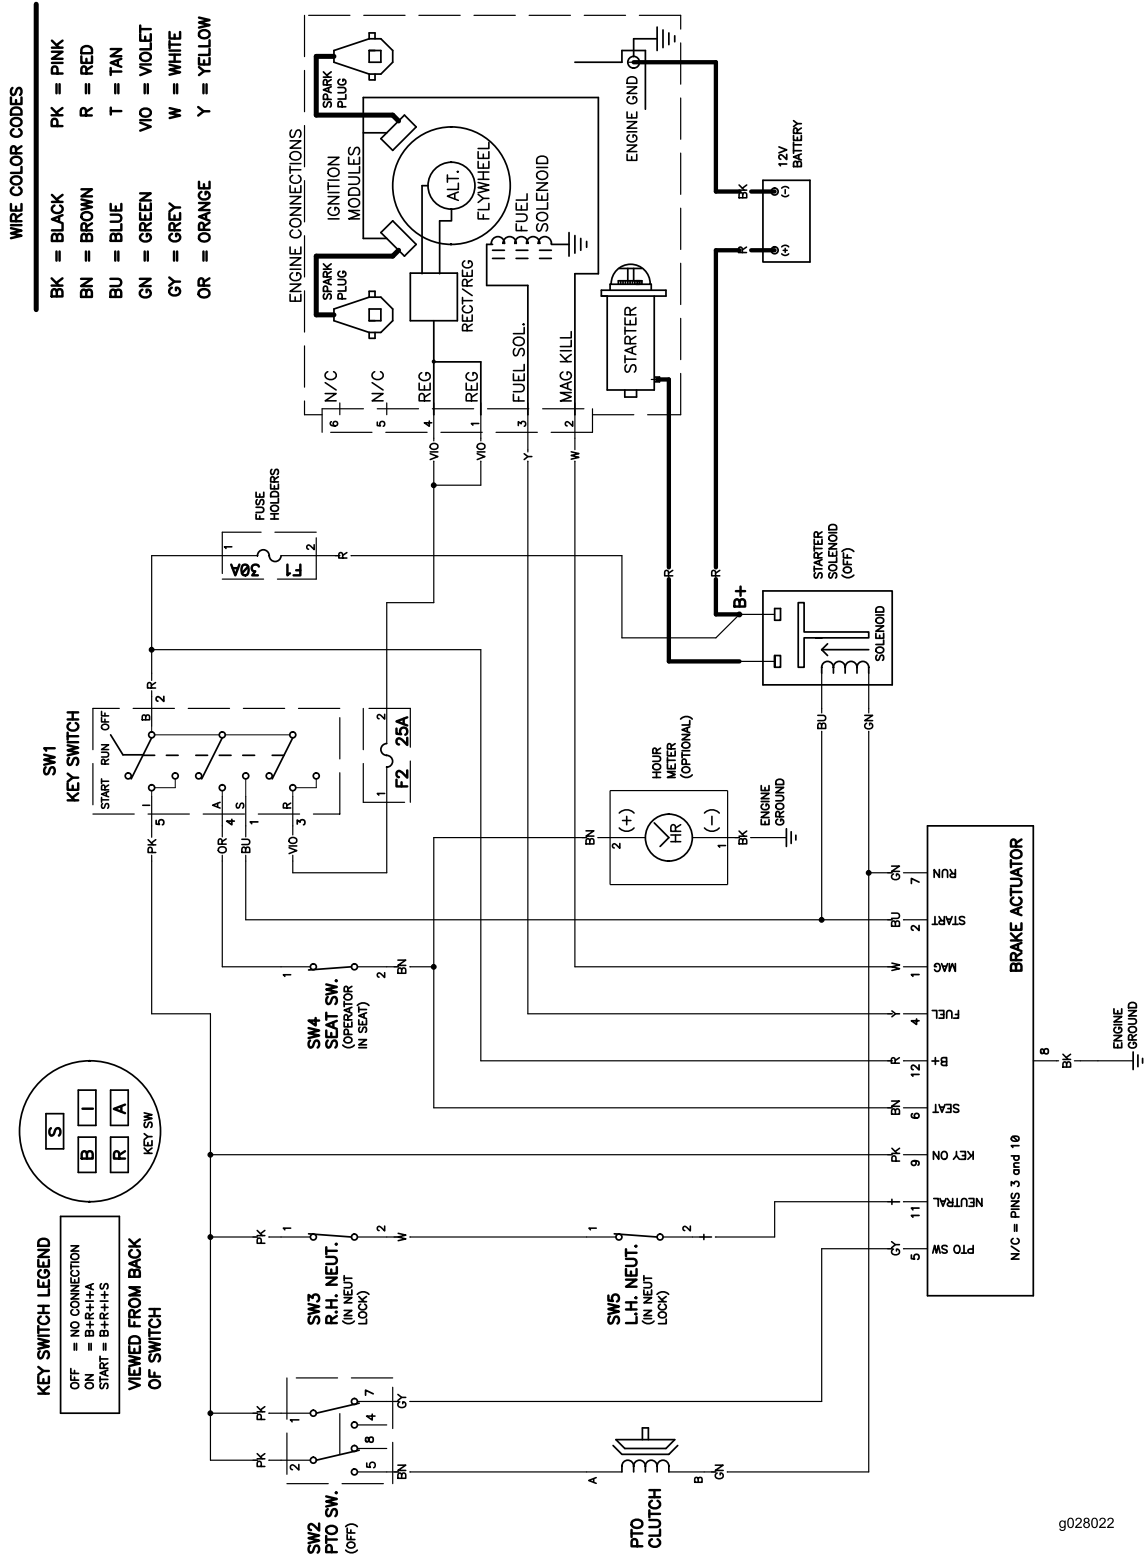 WIRE COLOR CODES
BK = BLACK
PK = PINK
BN = BROWN
R = RED
BU = BLUE
T = TAN
GN = GREEN
VIO = VIOLET
GY = GREY
W = WHITE
OR = ORANGE
Y = YELLOW
ENGINE CONNECTIONS
SPARK
PLUG
SPARK
PLUG
IGNITION
MODULES
ALT.
FLYWHEEL
RECT/REG
FUEL
SOLENOID
ENGINE GND
STARTER
6
N/C
5
N/C
4
REG
1
REG
3
FUEL SOL.
2
MAG KILL
VIO
VIO
Y
W
12V
BATTERY
BK
(-)
R
(+)
FUSE
HOLDERS
1
30A
F1
2
R
R
R
B+
STARTER
SOLENOID
(OFF)
SOLENOID
BU
GN
SW1
KEY SWITCH
START
RUN
OFF
B
2
R
I
5
PK
A
4
OR
S
1
BU
R
3
VIO
2
25A
F2
1
HOUR
METER
(OPTIONAL)
BN
2
(+)
HR
(-)
1
BK
ENGINE
GROUND
SW4
SEAT SW.
(OPERATOR
IN SEAT)
1
2
BN
SW3
R.H. NEUT.
(IN NEUT
LOCK)
PK
1
2
W
SW5
L.H. NEUT.
(IN NEUT
LOCK)
1
2
T
SW2
PTO SW.
(OFF)
PK
1
7
GY
4
8
PK
2
5
BN
PTO
CLUTCH
A
B
GN
BRAKE ACTUATOR
GN
7
RUN
BU
2
START
W
1
MAG
Y
4
FUEL
R
12
B+
BN
6
SEAT
PK
9
KEY ON
T
11
NEUTRAL
GY
5
PTO SW
N/C = PINS 3 and 10
8
BK
ENGINE
GROUND
KEY SWITCH LEGEND
OFF = NO CONNECTION
ON = B+R+I+A
START = B+R+I+S
VIEWED FROM BACK
OF SWITCH
S
B
I
R
A
KEY SW
g028022